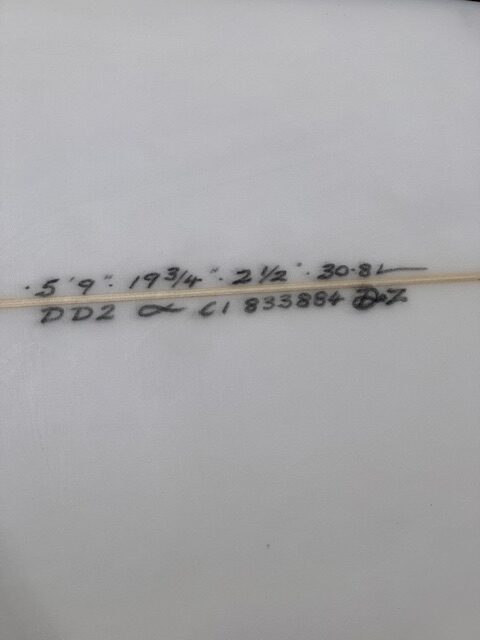 5'9" · 19 3/4" · 2 1/2" · 30·8L
DD2 ∝ CI 833884